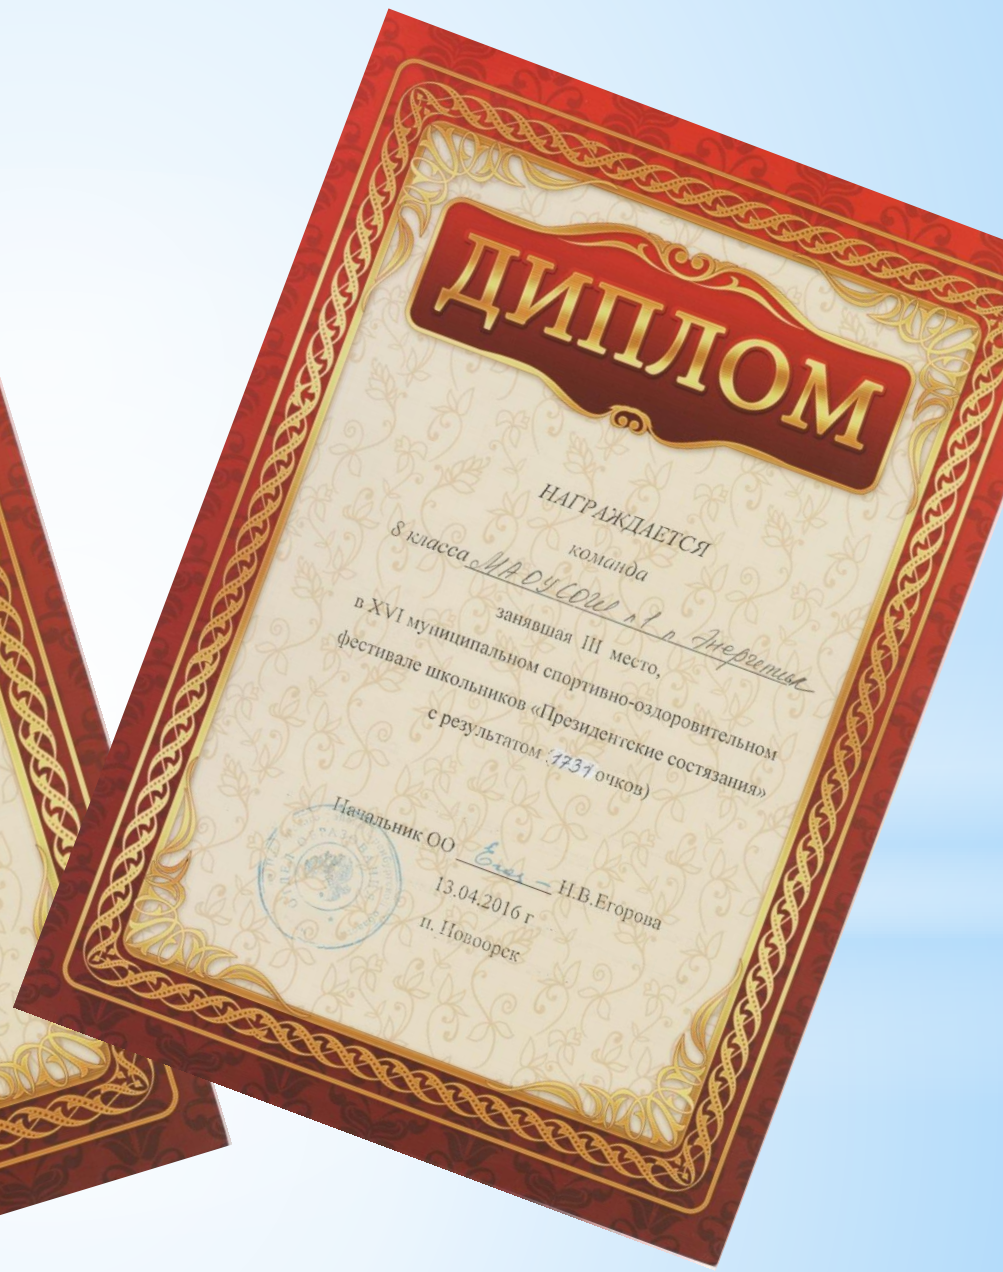 ДИПЛОМ
НАГРАЖДАЕТСЯ
команда
8 класса МАОУСОШ №1 п. Энергетик
занявшая III место,
в XVI муниципальном спортивно-оздоровительном
фестивале школьников «Президентские состязания»
с результатом (1731 очков)
Начальник ОО Н.В.Егорова
13.04.2016 г
п. Новоорск